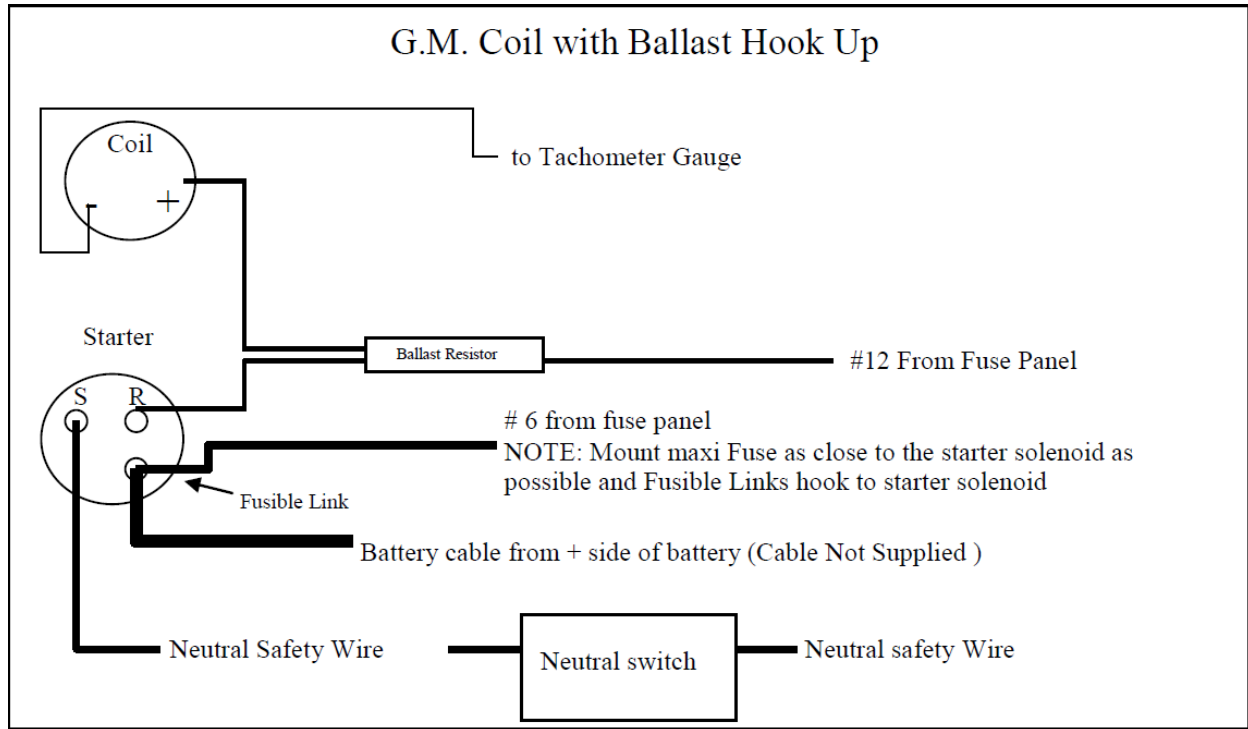 G.M. Coil with Ballast Hook Up
Coil
- +
to Tachometer Gauge
Starter
Ballast Resistor
#12 From Fuse Panel
S R
# 6 from fuse panel
NOTE: Mount maxi Fuse as close to the starter solenoid as
possible and Fusible Links hook to starter solenoid
Fusible Link
Battery cable from + side of battery (Cable Not Supplied )
Neutral Safety Wire
Neutral switch
Neutral safety Wire